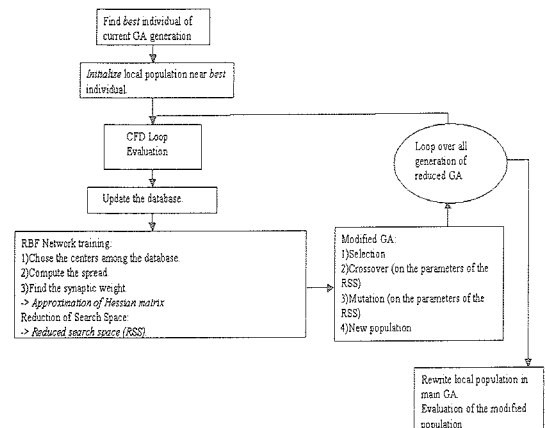 Find best individual of
current GA generation
Initialize local population near best
individual.
CFD Loop
Evaluation
Update the database.
RBF Network training:
1)Chose the centers among the database.
2)Compute the spread.
3)Find the synaptic weight.
-> Approximation of Hessian matrix
Reduction of Search Space:
-> Reduced search space (RSS)
Modified GA:
1)Selection
2)Crossover (on the parameters of the
RSS)
3)Mutation (on the parameters of the
RSS)
4)New population
Loop over all
generation of
reduced GA
Rewrite local population in
main GA.
Evaluation of the modified
population